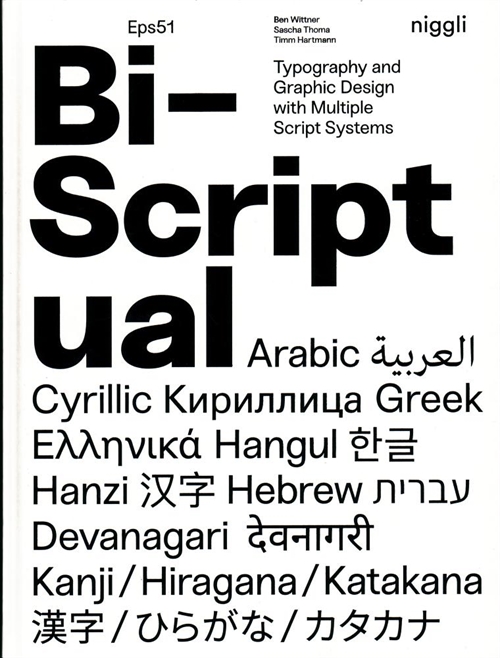 Eps51
Ben Wittner
Sascha Thoma
Timm Hartmann
niggli
Typography and
Graphic Design
with Multiple
Script Systems
Bi–
Script
ual
Arabic العربية
Cyrillic Кириллица Greek
Ελληνικά Hangul 한글
Hanzi 汉字 Hebrew עברית
Devanagari देवनागरी
Kanji/Hiragana/Katakana
漢字/ひらがな/カタカナ